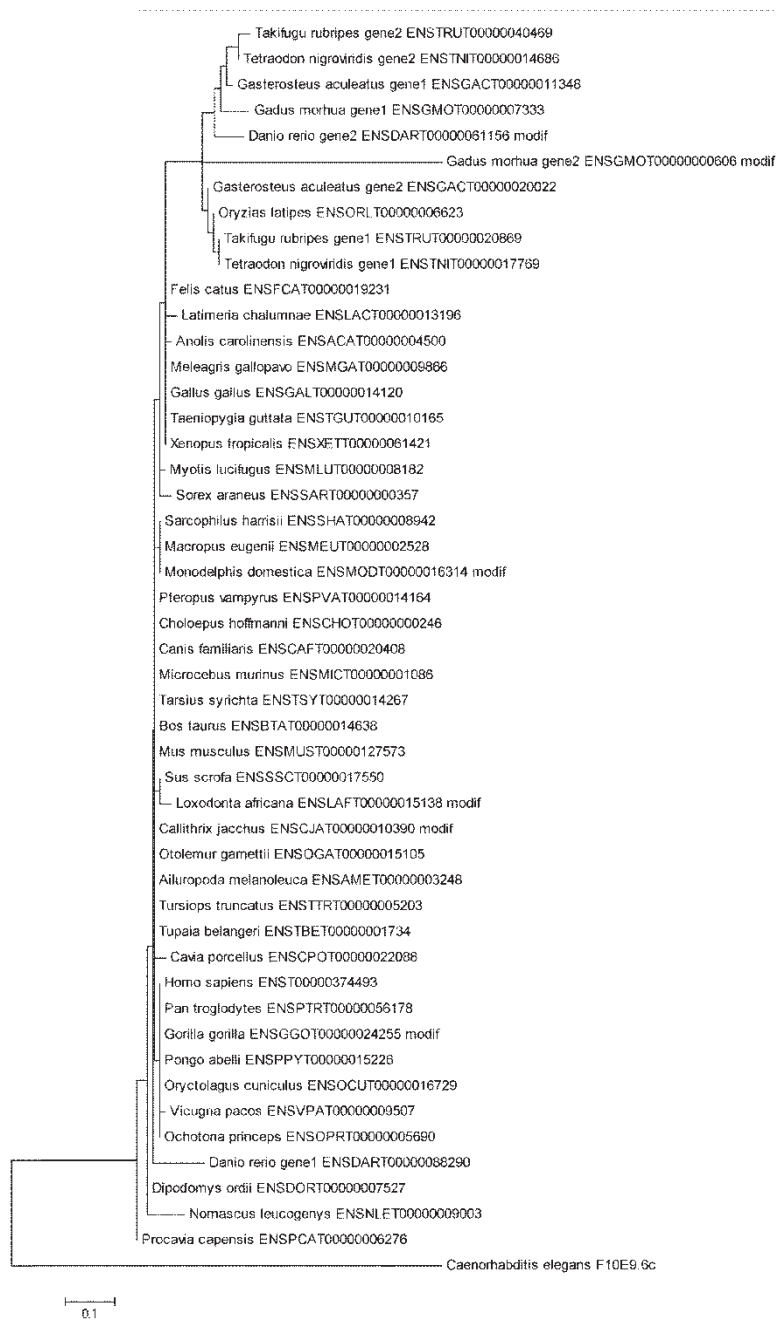 Takifugu rubripes gene2 ENSTRUT00000040469
Tetraodon nigroviridis gene2 ENSTNIT00000014686
Gasterosteus aculeatus gene1 ENSGACT00000011348
Gadus morhua gene1 ENSGMOT00000007333
Danio rerio gene2 ENSDART00000061156 modif
Gadus morhua gene2 ENSGMOT00000000606 modif
Gasterosteus aculeatus gene2 ENSGACT00000020022
Oryzias latipes ENSORLT00000006623
Takifugu rubripes gene1 ENSTRUT00000020869
Tetraodon nigroviridis gene1 ENSTNIT00000017769
Felis catus ENSFCAT00000019231
Latimeria chalumnae ENSLACT00000013196
Anolis carolinensis ENSACAT00000004500
Meleagris gallopavo ENSMGAT00000009866
Gallus gallus ENSGALT00000014120
Taeniopygia guttata ENSTGUT00000010165
Xenopus tropicalis ENSXETT00000061421
Myotis lucifugus ENSMLUT00000008182
Sorex araneus ENSSART00000000357
Sarcophilus harrisii ENSSHAT00000008942
Macropus eugenii ENSMEUT00000002528
Monodelphis domestica ENSMODT00000016314 modif
Pteropus vampyrus ENSPVAT00000014164
Choloepus hoffmanni ENSCHOT00000000246
Canis familiaris ENSCAFT00000020408
Microcebus murinus ENSMICT00000001086
Tarsius syrichta ENSTSYT00000014267
Bos taurus ENSBTAT00000014638
Mus musculus ENSMUST00000127573
Sus scrofa ENSSSCT00000017550
Loxodonta africana ENSLAFT00000015138 modif
Callithrix jacchus ENSCJAT00000010390 modif
Otolemur garnettii ENSOGAT00000015105
Ailuropoda melanoleuca ENSAMET00000003248
Tursiops truncatus ENSTTRT00000005203
Tupaia belangeri ENSTBET00000001734
Cavia porcellus ENSCPOT00000022088
Homo sapiens ENST00000374493
Pan troglodytes ENSPTRT00000056178
Gorilla gorilla ENSGGOT00000024255 modif
Pongo abelii ENSPPYT00000015226
Oryctolagus cuniculus ENSOCUT00000016729
Vicugna pacos ENSVPAT00000009507
Ochotona princeps ENSOPRT00000005690
Danio rerio gene1 ENSDART00000088290
Dipodomys ordii ENSDORT00000007527
Nomascus leucogenys ENSNLET00000009003
Procavia capensis ENSPCAT00000006276
Caenorhabditis elegans F10E9.6c
0.1